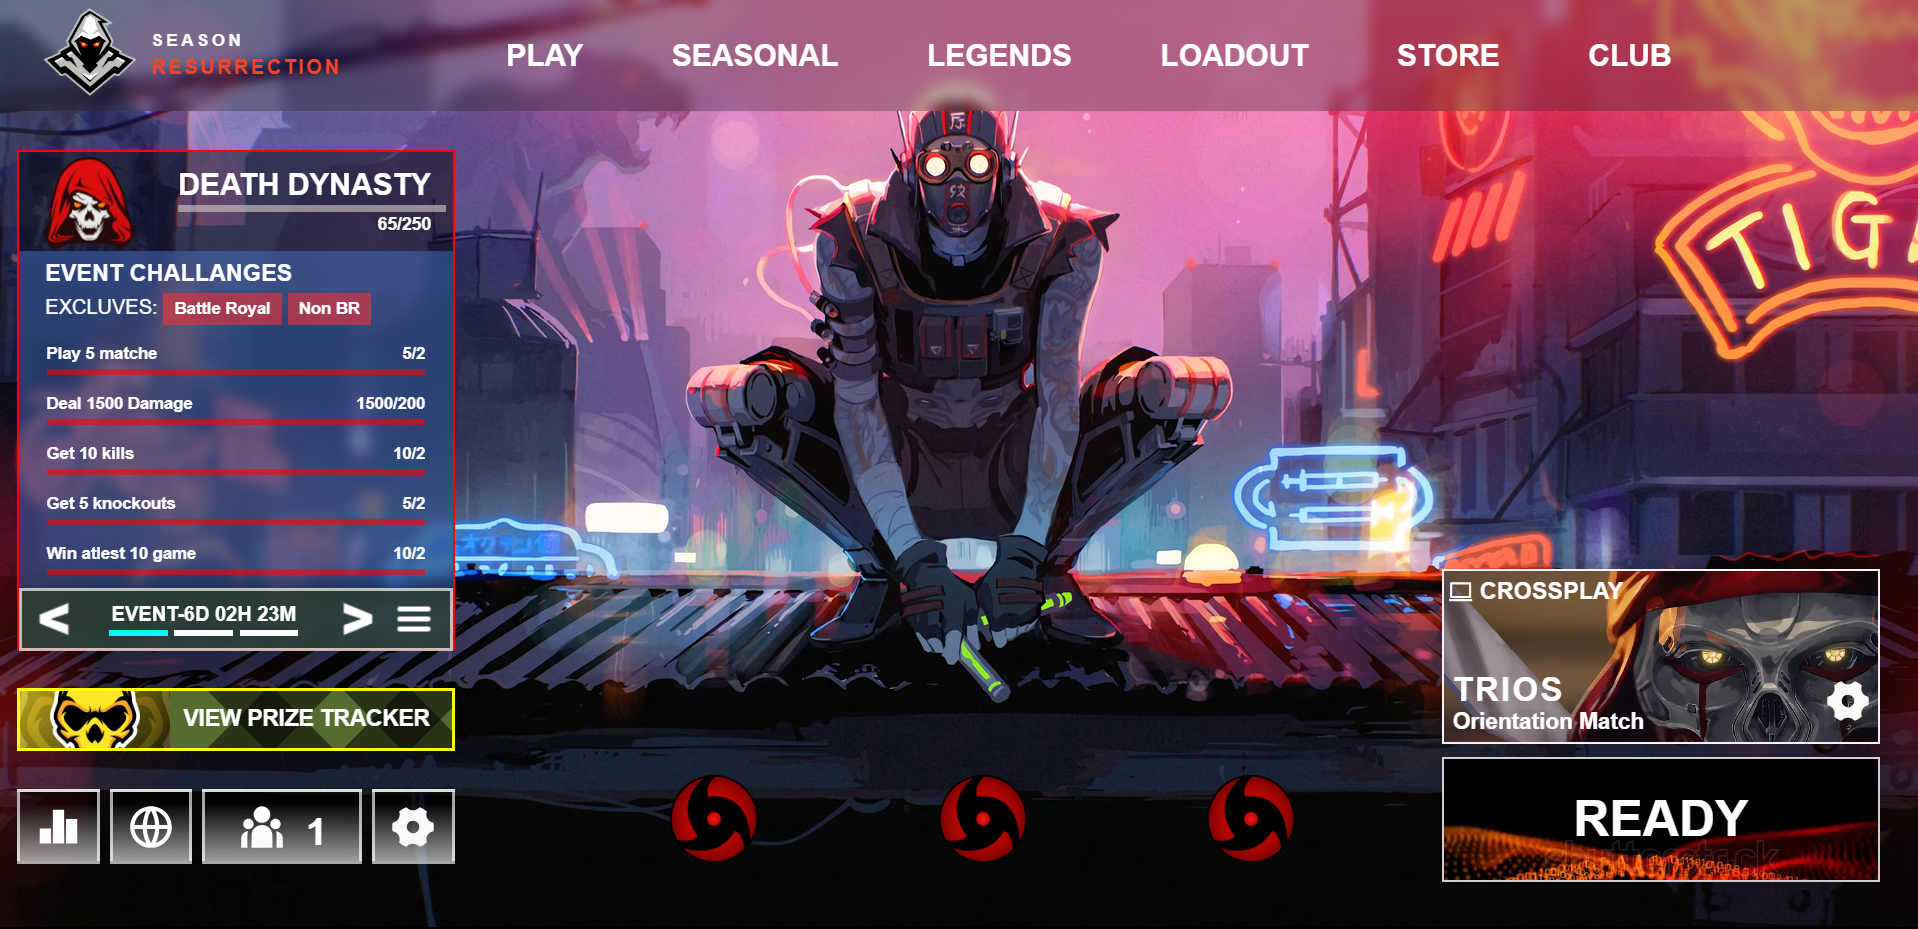 SEASON
RESURRECTION
PLAY
SEASONAL
LEGENDS
LOADOUT
STORE
CLUB
DEATH DYNASTY
65/250
EVENT CHALLANGES
EXCLUVES: Battle Royal Non BR
Play 5 matche 5/2
Deal 1500 Damage 1500/200
Get 10 kills 10/2
Get 5 knockouts 5/2
Win atlest 10 game 10/2
< EVENT-6D 02H 23M >
VIEW PRIZE TRACKER
1
TIG
CROSSPLAY
TRIOS
Orientation Match
READY